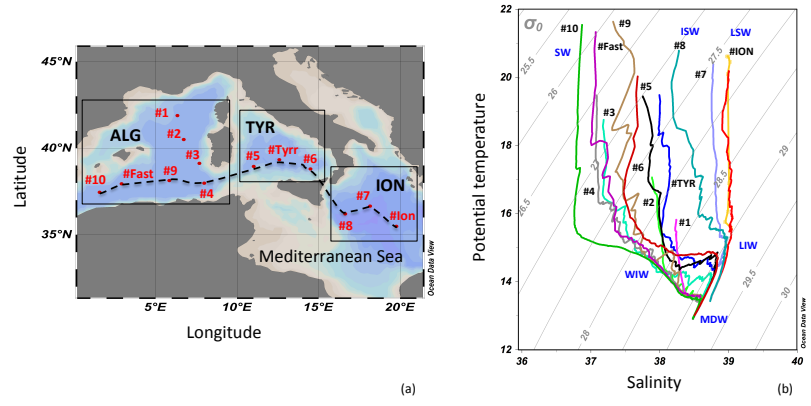 45°N
40°N
35°N
Latitude
5°E
10°E
15°E
20°E
Longitude
ALG
TYR
ION
#1
#2
#3
#10
#Fast
#9
#4
#5
#Tyrr
#6
#8
#7
#Ion
Mediterranean Sea
Ocean Data View
(a)
22
20
18
16
14
12
Potential temperature
36
37
38
39
40
Salinity
σ0
25.5
26
26.5
27
27.5
28
28.5
29
29.5
30
#10
#9
ISW
LSW
SW
#Fast
#8
#ION
#5
#7
#6
#TYR
#4
#2
#1
WIW
LIW
MDW
Ocean Data View
(b)